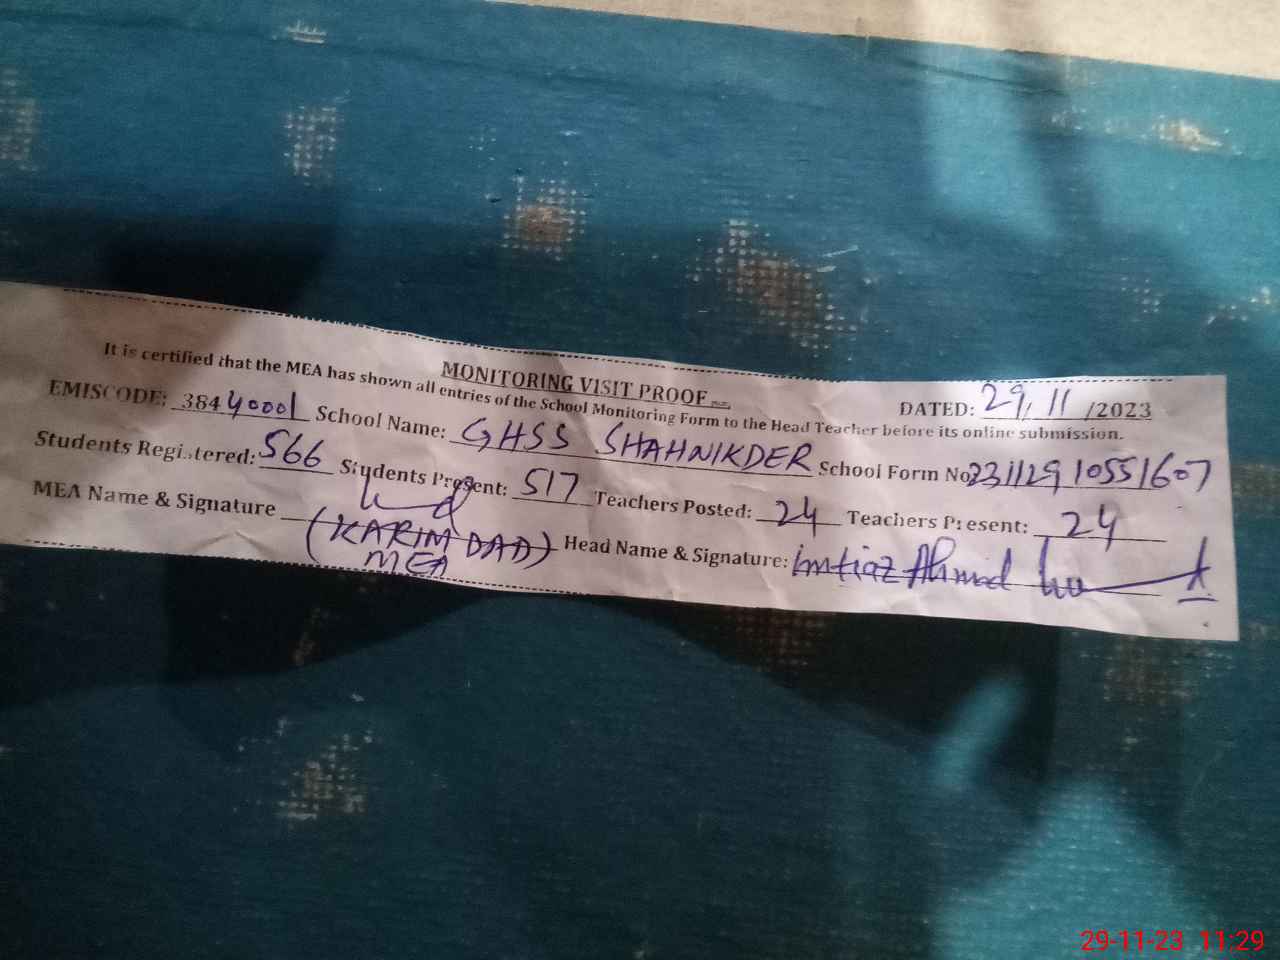 MONITORING VISIT PROOF
DATED: 29/11/2023
It is certified that the MEA has shown all entries of the School Monitoring Form to the Head Teacher before its online submission.
EMISCODE: 38440001 School Name: GHSS SHAHNIKDER School Form No 23112910551607
Students Registered: 566 Students Present: 517 Teachers Posted: 24 Teachers Present: 24
MEA Name & Signature (KARIM DAD) Head Name & Signature: Imtiaz Ahmad
MEA
29-11-23 11:29